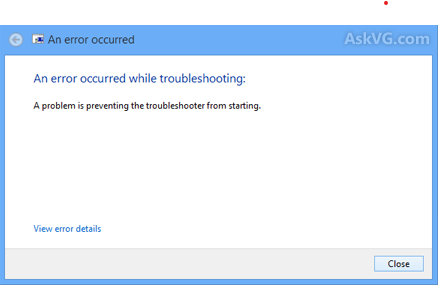 An error occurred
AskVG.com
An error occurred while troubleshooting:
A problem is preventing the troubleshooter from starting.
View error details
Close